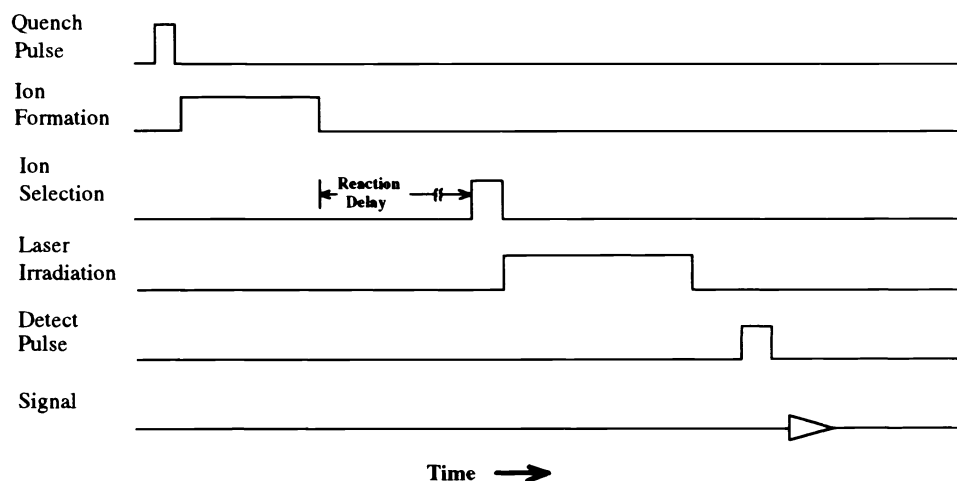 Quench
Pulse
Ion
Formation
Ion
Selection
Reaction
Delay
Laser
Irradiation
Detect
Pulse
Signal
Time